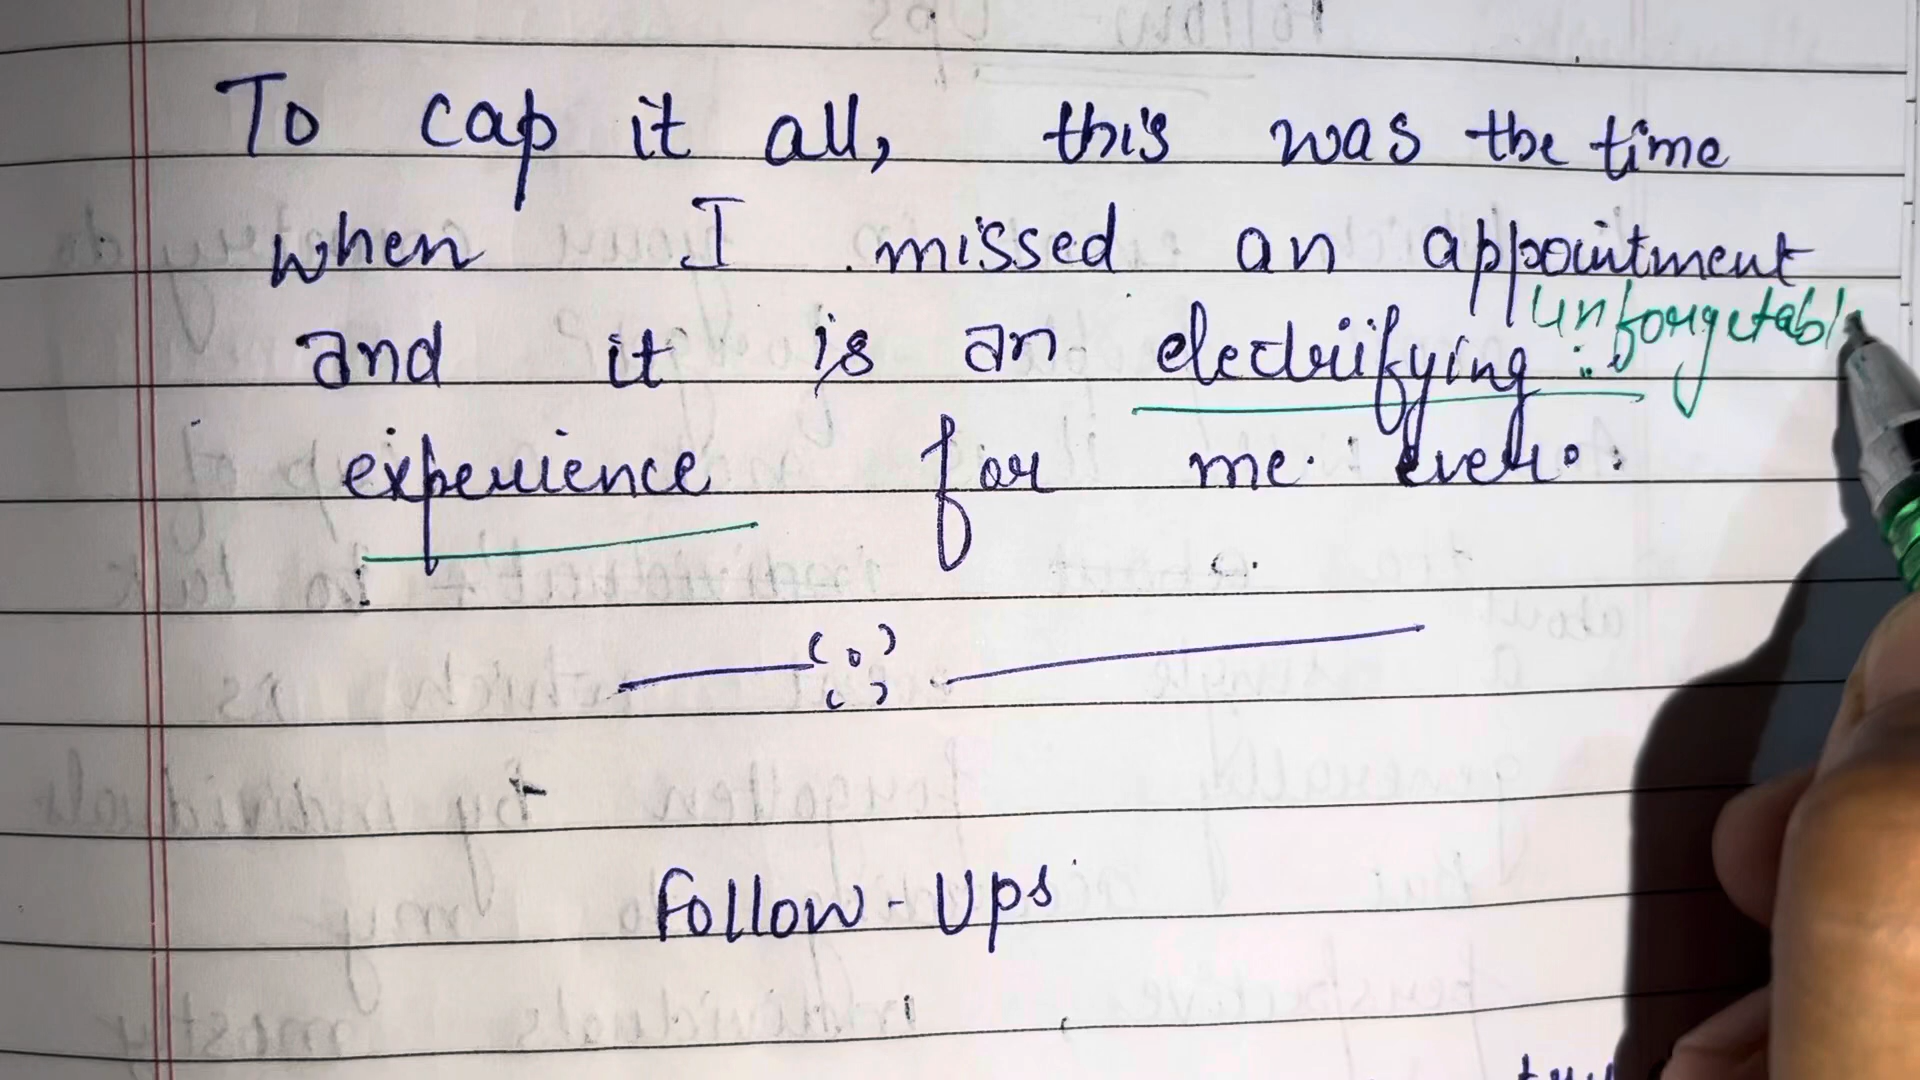 To cap it all, this was the time
when I missed an appointment
unforgetabl
and it is an electrifying
experience for me ever.
Follow-Ups